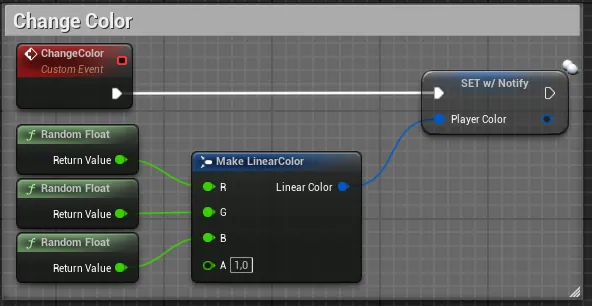 Change Color
ChangeColor
Custom Event
SET w/ Notify
Player Color
f Random Float
Return Value
f Random Float
Return Value
f Random Float
Return Value
Make LinearColor
R Linear Color
G
B
A 1,0